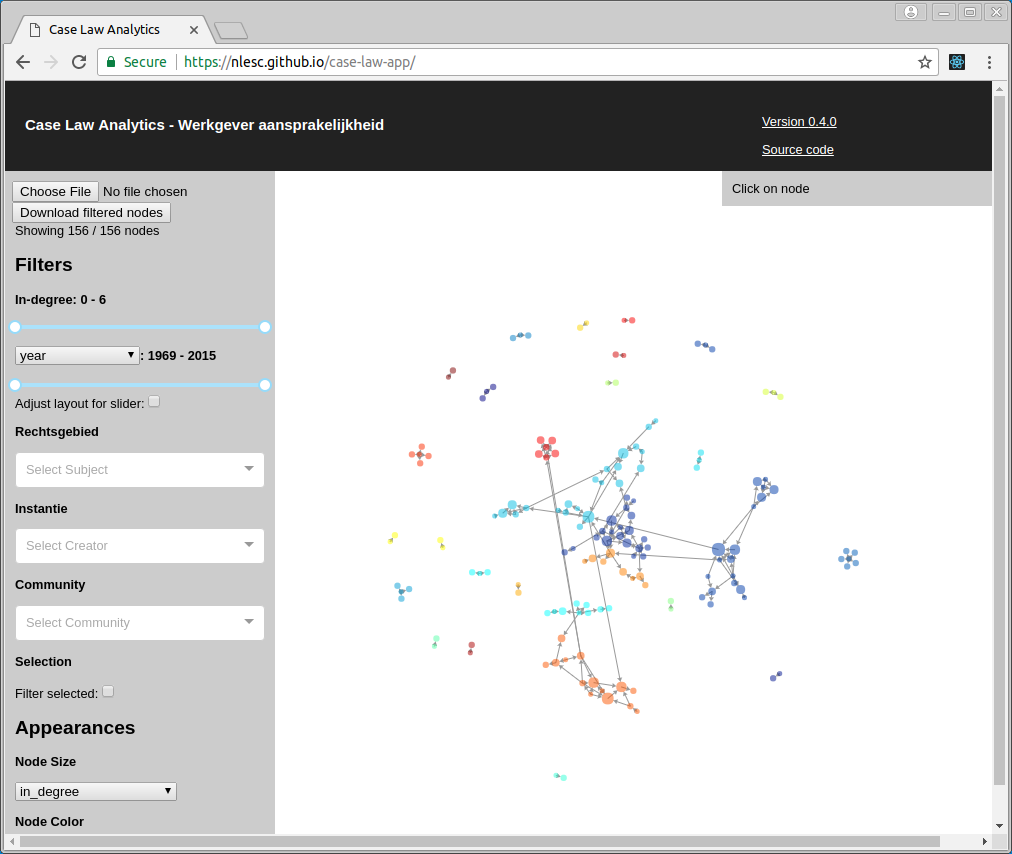 Case Law Analytics
Secure https://nlesc.github.io/case-law-app/
Case Law Analytics - Werkgever aansprakelijkheid
Version 0.4.0
Source code
Choose File No file chosen
Download filtered nodes
Showing 156 / 156 nodes
Click on node
Filters
In-degree: 0 - 6
year : 1969 - 2015
Adjust layout for slider:
Rechtsgebied
Select Subject
Instantie
Select Creator
Community
Select Community
Selection
Filter selected:
Appearances
Node Size
in_degree
Node Color